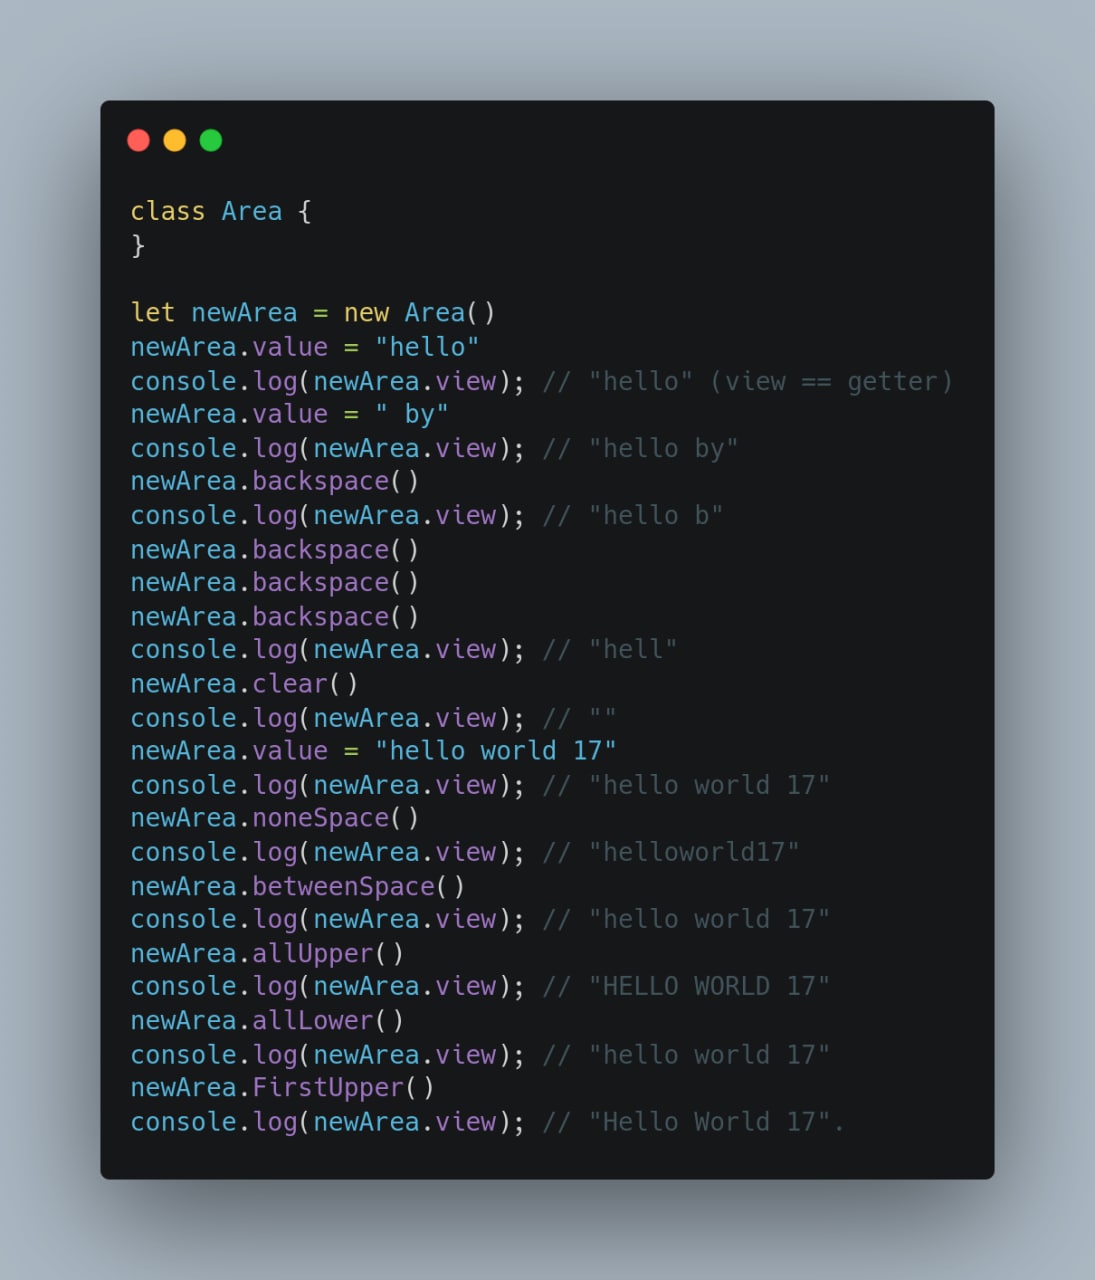 class Area {
}
let newArea = new Area()
newArea.value = "hello"
console.log(newArea.view); // "hello" (view == getter)
newArea.value = " by"
console.log(newArea.view); // "hello by"
newArea.backspace()
console.log(newArea.view); // "hello b"
newArea.backspace()
newArea.backspace()
newArea.backspace()
console.log(newArea.view); // "hell"
newArea.clear()
console.log(newArea.view); // ""
newArea.value = "hello world 17"
console.log(newArea.view); // "hello world 17"
newArea.noneSpace()
console.log(newArea.view); // "helloworld17"
newArea.betweenSpace()
console.log(newArea.view); // "hello world 17"
newArea.allUpper()
console.log(newArea.view); // "HELLO WORLD 17"
newArea.allLower()
console.log(newArea.view); // "hello world 17"
newArea.FirstUpper()
console.log(newArea.view); // "Hello World 17".